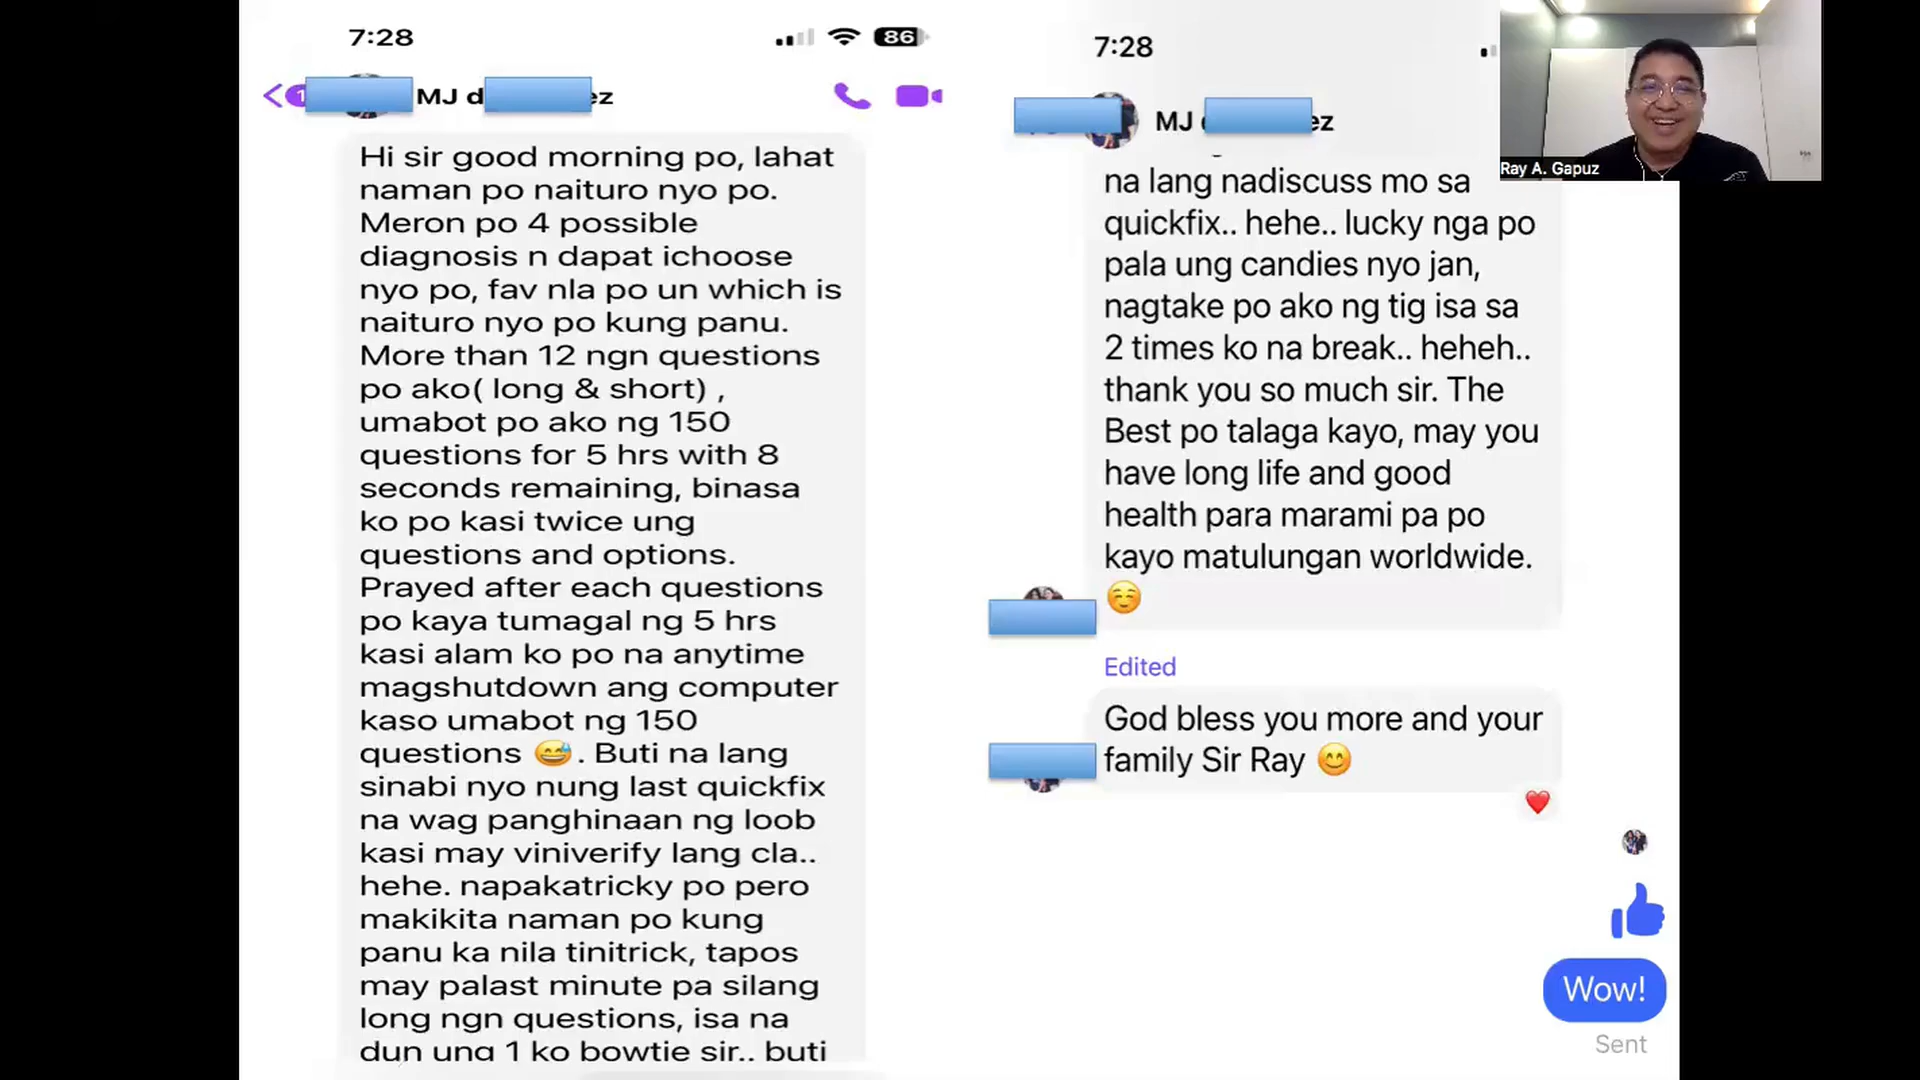 7:28
86
1
MJ d
ez
Hi sir good morning po, lahat
naman po naituro nyo po.
Meron po 4 possible
diagnosis n dapat ichoose
nyo po, fav nla po un which is
naituro nyo po kung panu.
More than 12 ngn questions
po ako( long & short) ,
umabot po ako ng 150
questions for 5 hrs with 8
seconds remaining, binasa
ko po kasi twice ung
questions and options.
Prayed after each questions
po kaya tumagal ng 5 hrs
kasi alam ko po na anytime
magshutdown ang computer
kaso umabot ng 150
questions 😅. Buti na lang
sinabi nyo nung last quickfix
na wag panghinaan ng loob
kasi may viniverify lang cla..
hehe. napakatricky po pero
makikita naman po kung
panu ka nila tinitrick, tapos
may palast minute pa silang
long ngn questions, isa na
dun ung 1 ko bowtie sir.. buti
7:28
MJ
ez
na lang nadiscuss mo sa
quickfix.. hehe.. lucky nga po
pala ung candies nyo jan,
nagtake po ako ng tig isa sa
2 times ko na break.. heheh..
thank you so much sir. The
Best po talaga kayo, may you
have long life and good
health para marami pa po
kayo matulungan worldwide.
☺️
Edited
God bless you more and your
family Sir Ray 😊
❤️
Wow!
Sent
Ray A. Gapuz